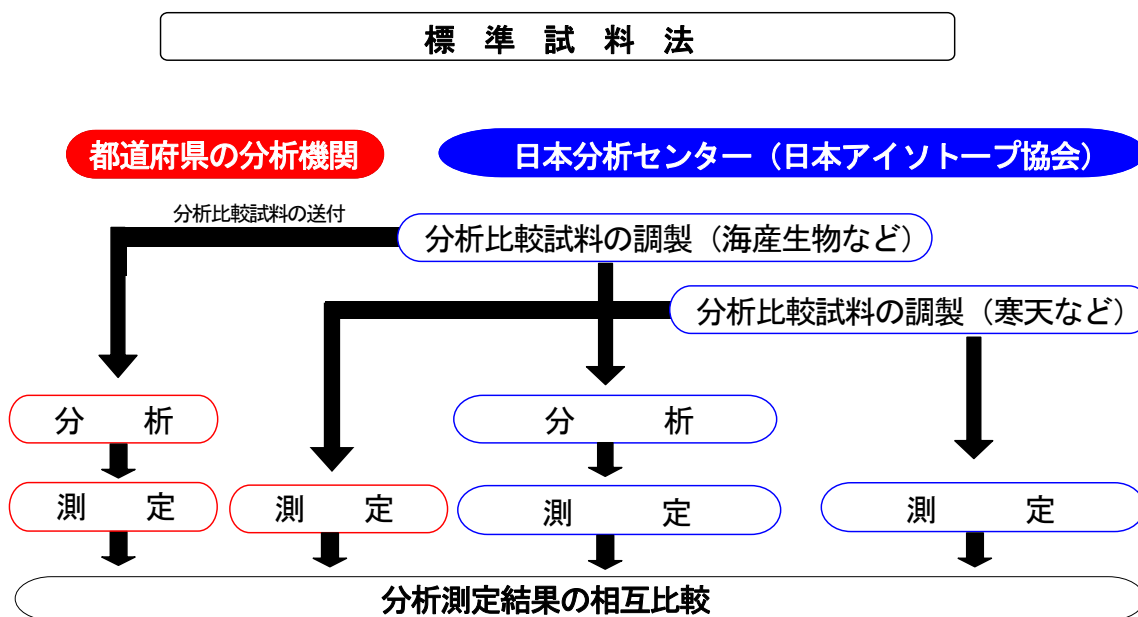 標 準 試 料 法
都道府県の分析機関
日本分析センター（日本アイソトープ協会）
分析比較試料の送付
分析比較試料の調製（海産生物など）
分析比較試料の調製（寒天など）
分 析
分 析
測 定
測 定
測 定
測 定
分析測定結果の相互比較